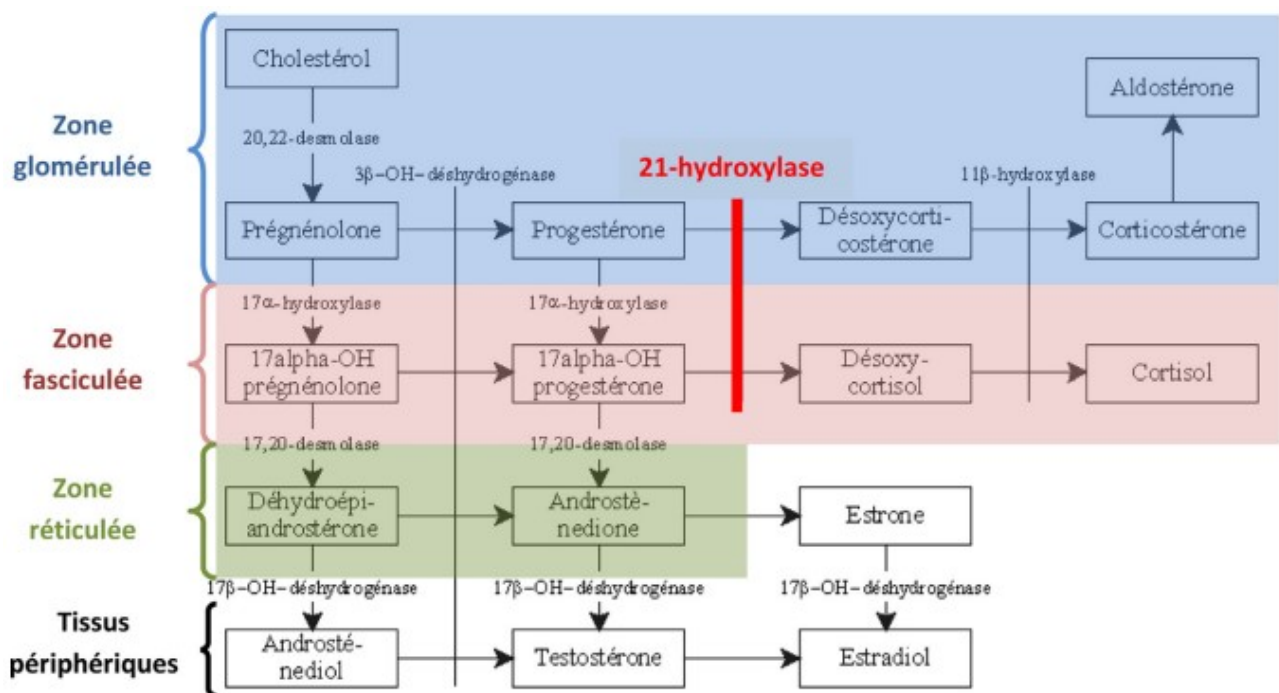 Cholestérol
Aldostérone
Zone
glomérulée
20,22-desmolase
3β-OH-déshydrogénase
21-hydroxylase
11β-hydroxylase
Prégnénolone
Progestérone
Désoxycorti-
costérone
Corticostérone
17α-hydroxylase
17α-hydroxylase
Zone
fasciculée
17alpha-OH
prégnénolone
17alpha-OH
progestérone
Désoxy-
cortisol
Cortisol
17,20-desmolase
17,20-desmolase
Zone
réticulée
Déhydroépi-
androstérone
Androstè-
nedione
Estrone
17β-OH-déshydrogénase
17β-OH-déshydrogénase
17β-OH-déshydrogénase
Tissus
périphériques
Androsté-
nediol
Testostérone
Estradiol